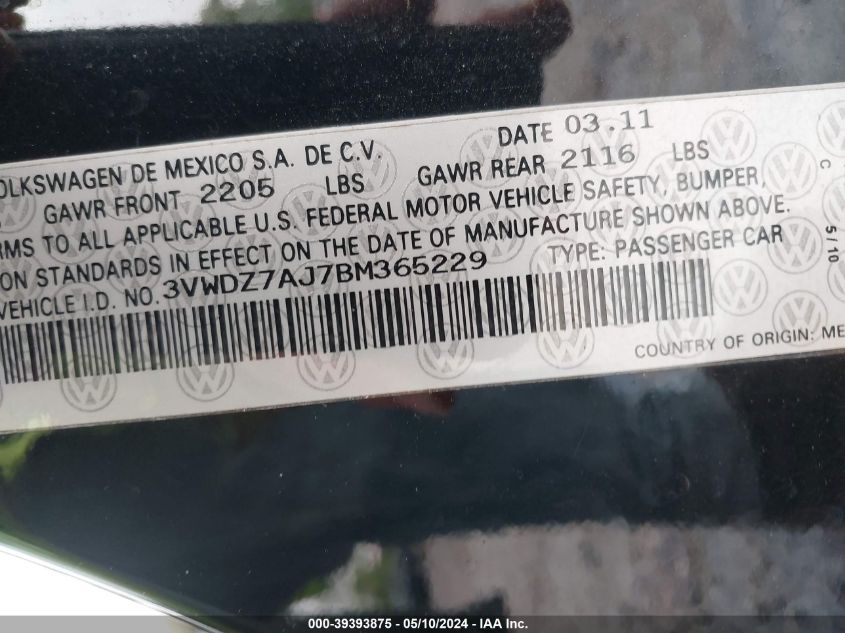 OLKSWAGEN DE MEXICO S.A. DE C.V. DATE 03.11
GAWR FRONT 2205 LBS GAWR REAR 2116 LBS
RMS TO ALL APPLICABLE U.S. FEDERAL MOTOR VEHICLE SAFETY, BUMPER,
ON STANDARDS IN EFFECT ON THE DATE OF MANUFACTURE SHOWN ABOVE.
VEHICLE I.D. NO. 3VWDZ7AJ7BM365229 TYPE: PASSENGER CAR
COUNTRY OF ORIGIN: ME
C
5/10
000-39393875 - 05/10/2024 - IAA Inc.